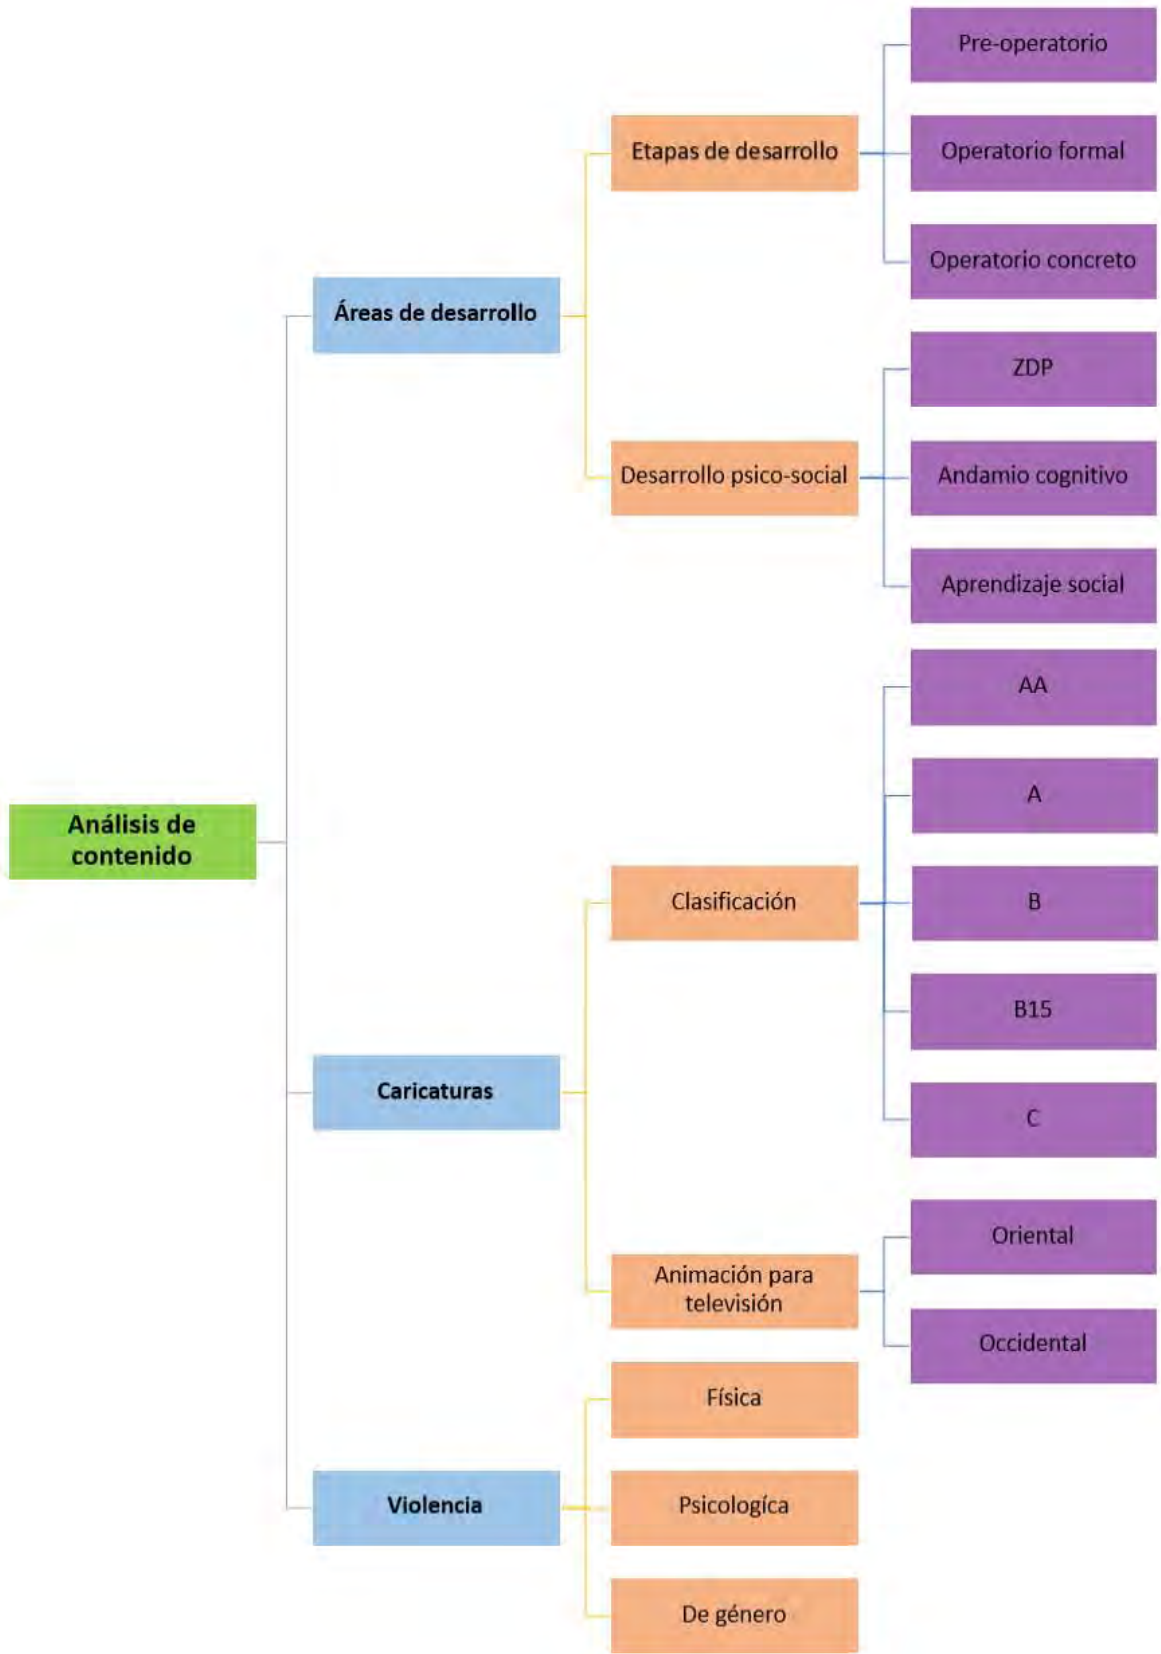 Pre-operatorio
Etapas de desarrollo
Operatorio formal
Operatorio concreto
Áreas de desarrollo
ZDP
Desarrollo psico-social
Andamio cognitivo
Aprendizaje social
AA
A
Análisis de
contenido
Clasificación
B
B15
Caricaturas
C
Oriental
Animación para
televisión
Occidental
Física
Violencia
Psicologíca
De género